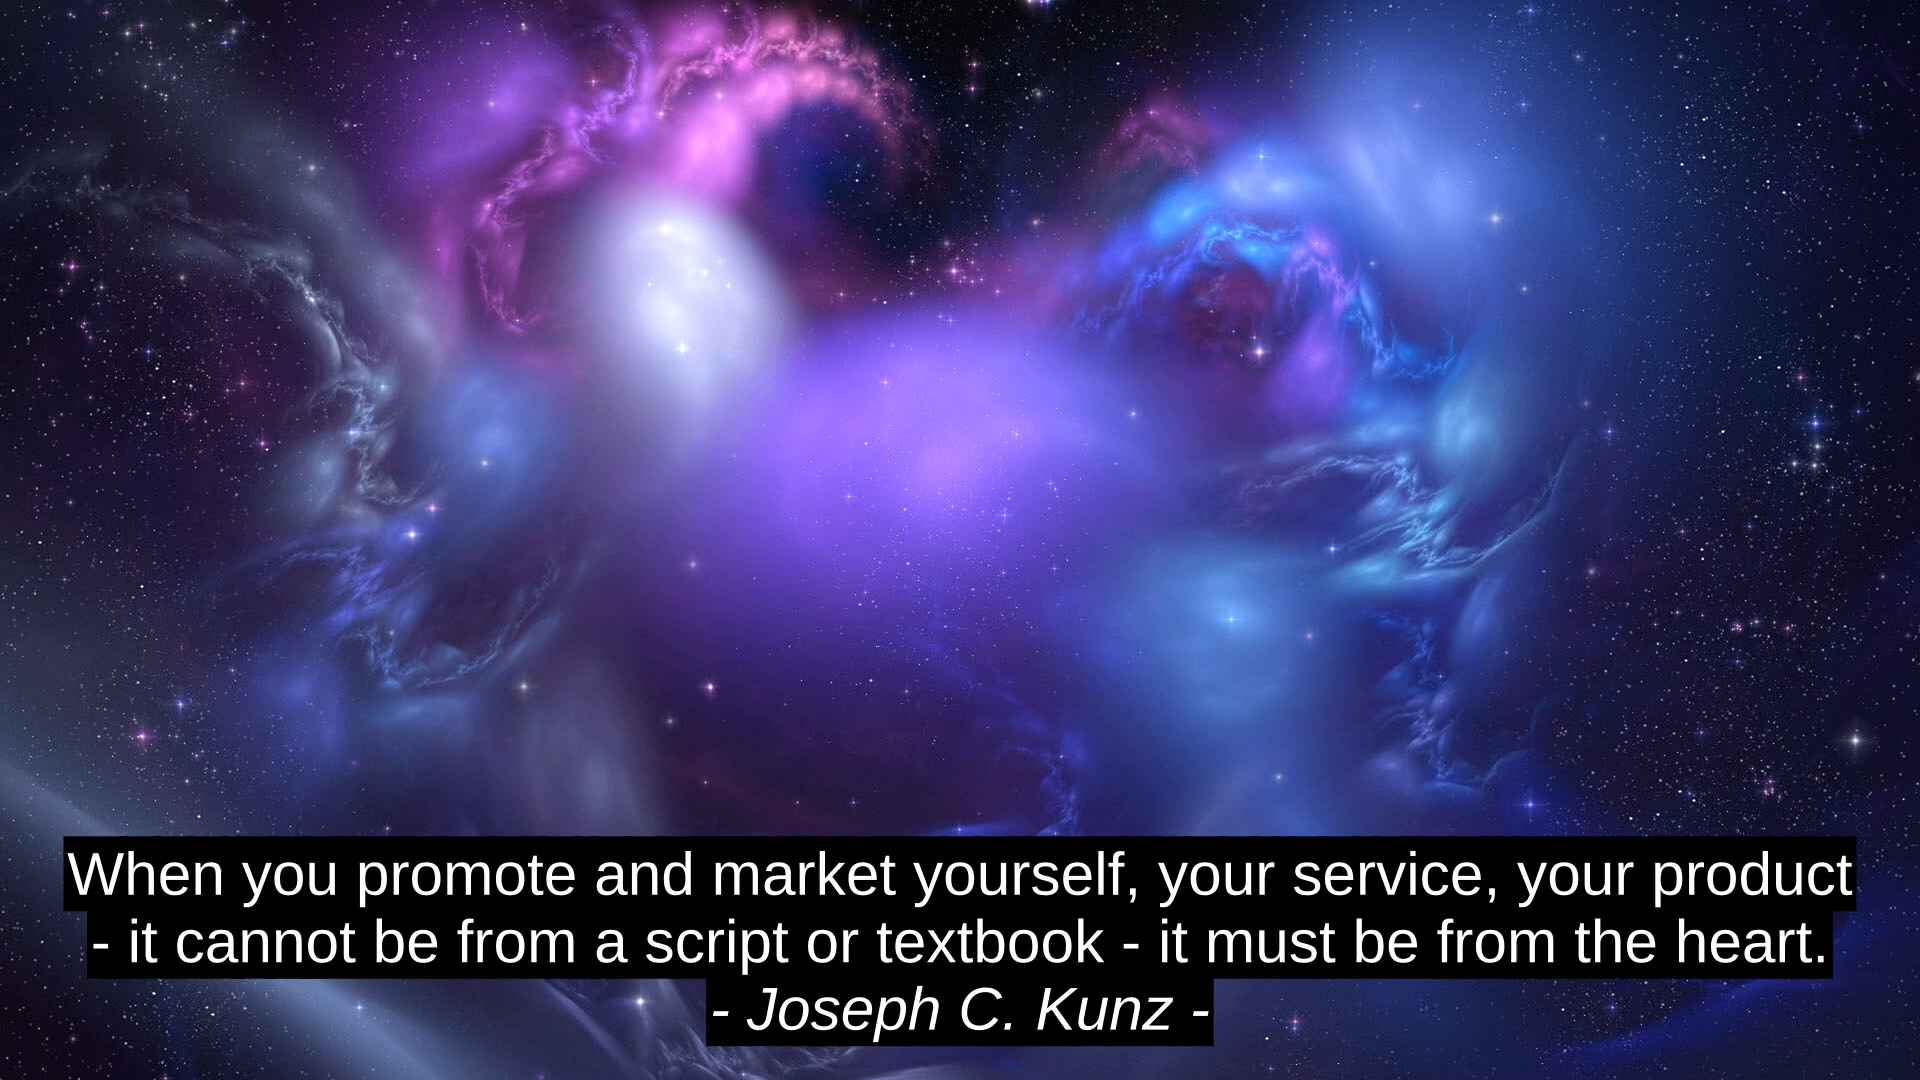 When you promote and market yourself, your service, your product
- it cannot be from a script or textbook - it must be from the heart.
- Joseph C. Kunz -